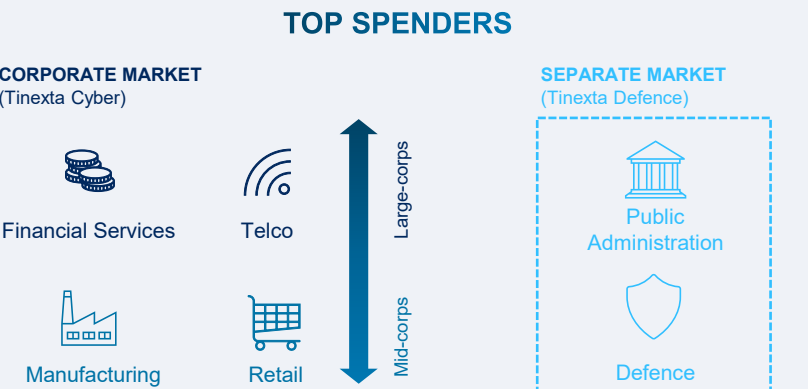 TOP SPENDERS
CORPORATE MARKET
(Tinexta Cyber)
Financial Services
Telco
Large-corps
Manufacturing
Retail
Mid-corps
SEPARATE MARKET
(Tinexta Defence)
Public
Administration
Defence